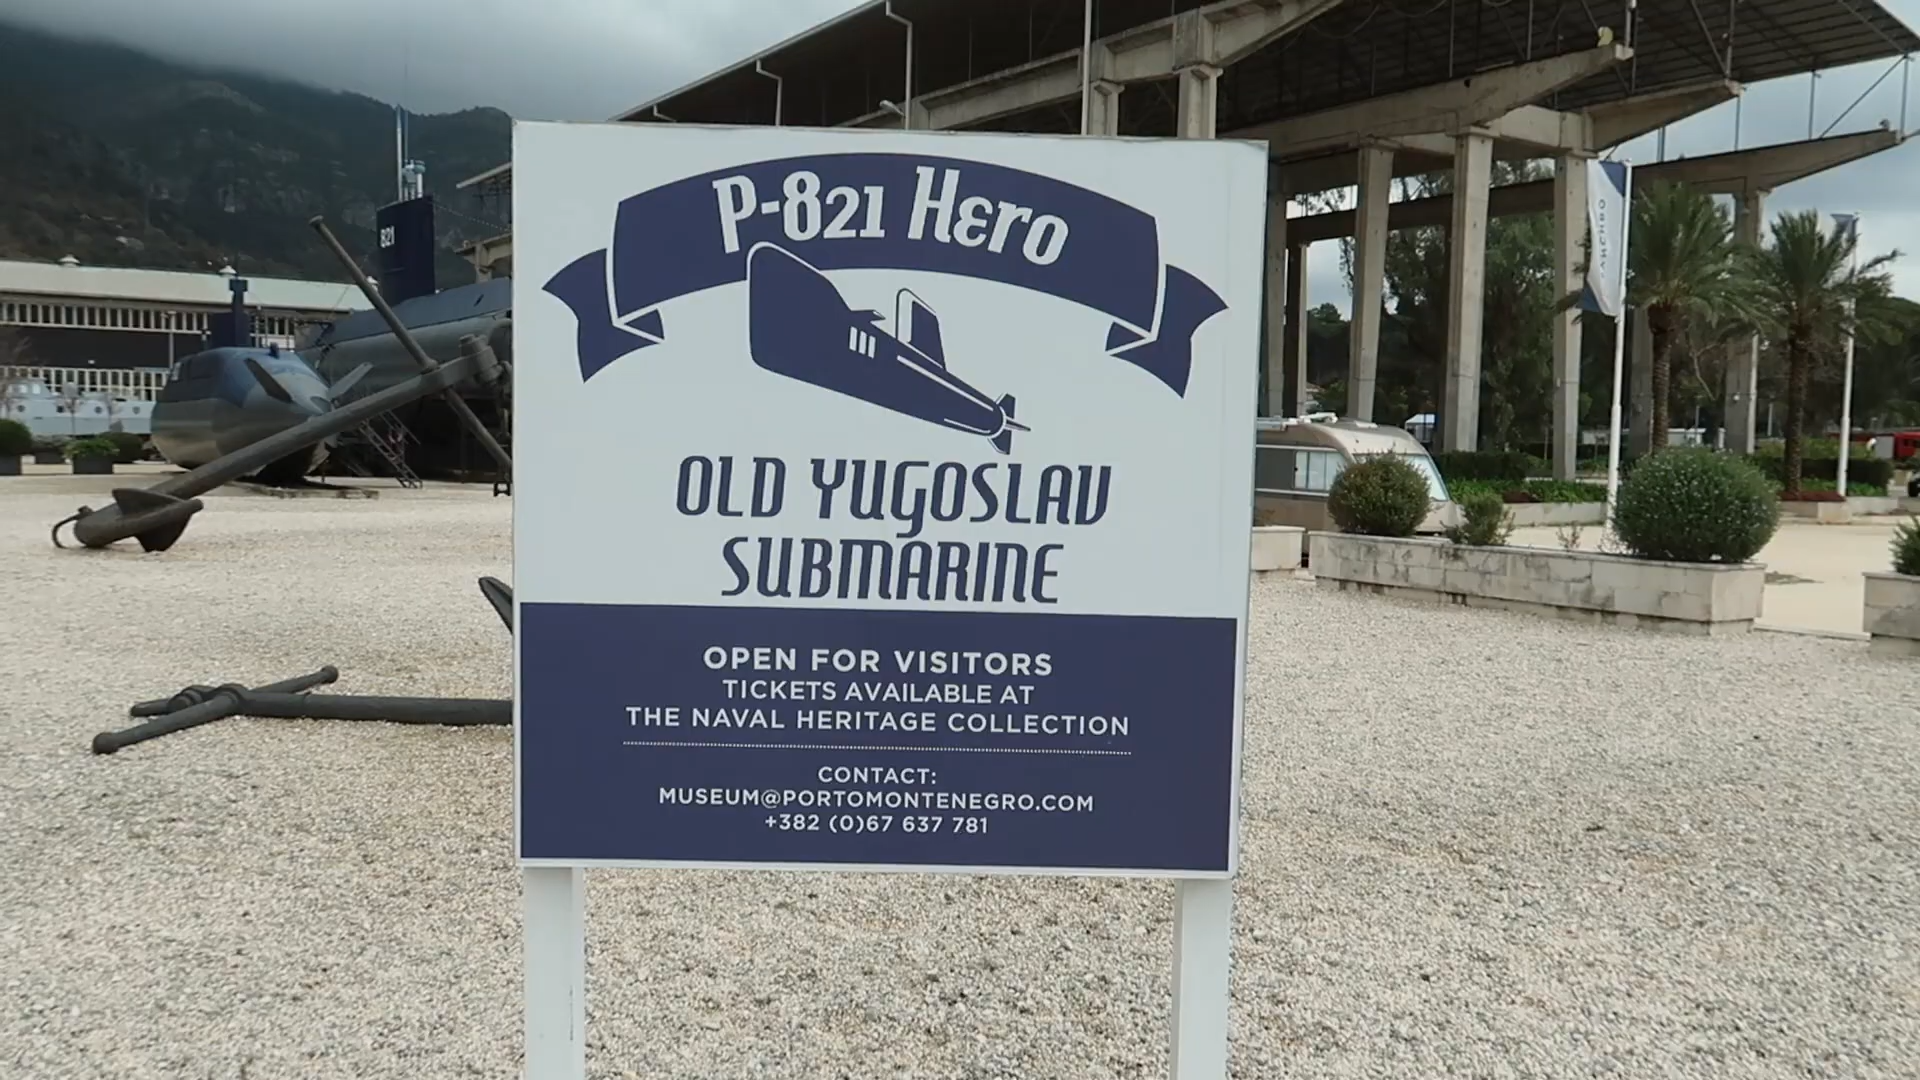 P-821 Hero
OLD YUGOSLAV
SUBMARINE
OPEN FOR VISITORS
TICKETS AVAILABLE AT
THE NAVAL HERITAGE COLLECTION
CONTACT:
MUSEUM@PORTOMONTENEGRO.COM
+382 (0)67 637 781
821